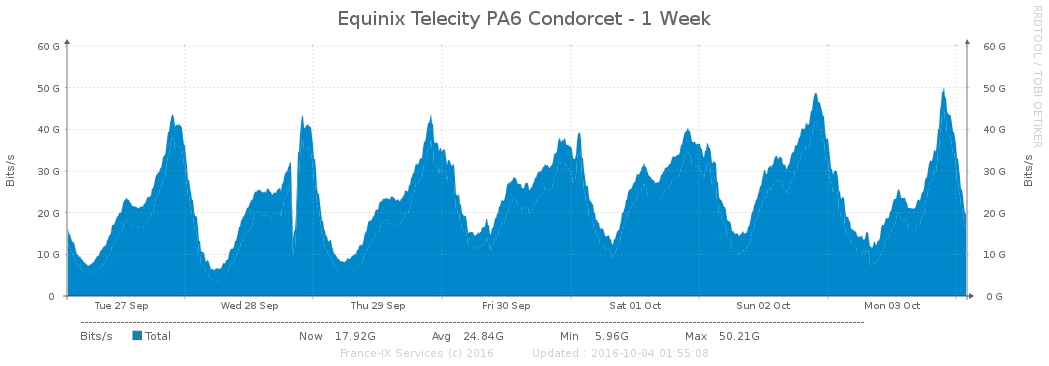 Equinix Telecity PA6 Condorcet - 1 Week
RRDTOOL / TOBI OETIKER
Bits/s
60 G 60 G
50 G 50 G
40 G 40 G
30 G 30 G
20 G 20 G
10 G 10 G
0 0 G
Bits/s
Tue 27 Sep Wed 28 Sep Thu 29 Sep Fri 30 Sep Sat 01 Oct Sun 02 Oct Mon 03 Oct
Bits/s Total Now 17.92G Avg 24.84G Min 5.96G Max 50.21G
France-IX Services (c) 2016 Updated : 2016-10-04 01:55:08